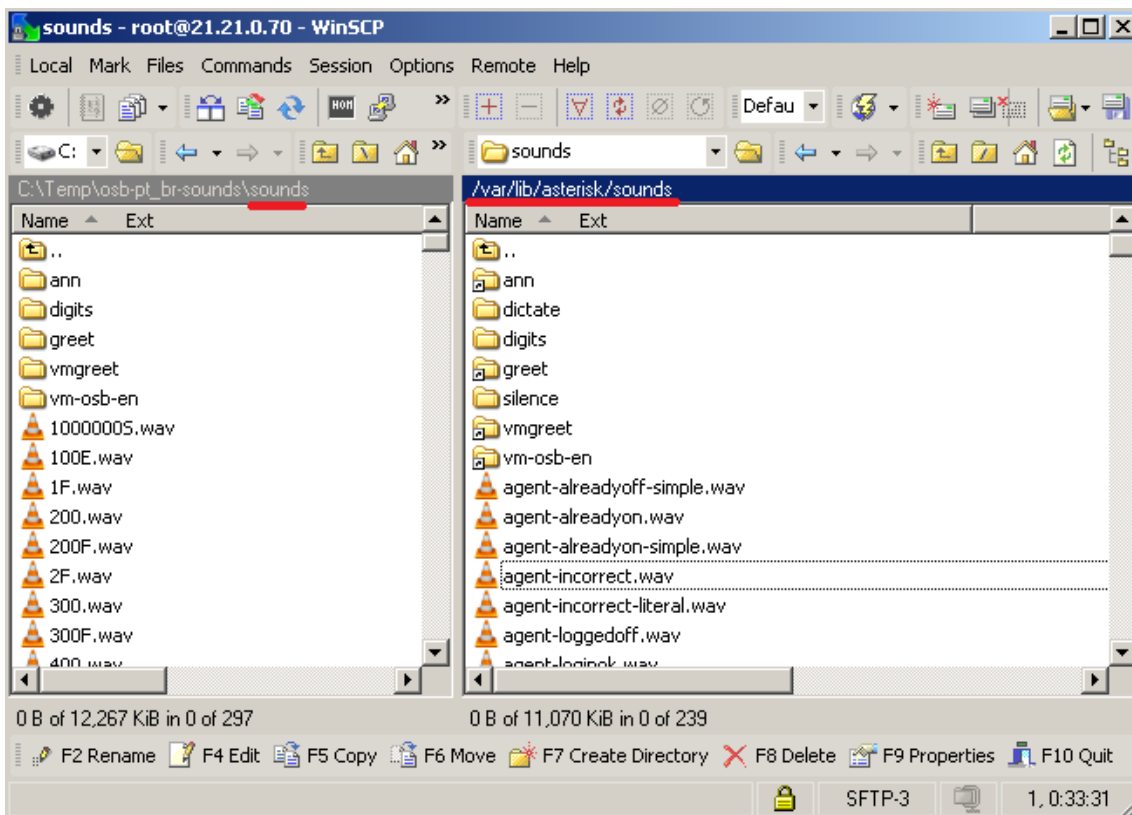 sounds - root@21.21.0.70 - WinSCP
Local Mark Files Commands Session Options Remote Help
Defau
C: sounds
C:\Temp\osb-pt_br-sounds\sounds
/var/lib/asterisk/sounds
Name Ext
..
ann
digits
greet
vmgreet
vm-osb-en
1000000S.wav
100E.wav
1F.wav
200.wav
200F.wav
2F.wav
300.wav
300F.wav
400.wav
Name Ext
..
ann
dictate
digits
greet
silence
vmgreet
vm-osb-en
agent-alreadyoff-simple.wav
agent-alreadyon.wav
agent-alreadyon-simple.wav
agent-incorrect.wav
agent-incorrect-literal.wav
agent-loggedoff.wav
agent-loginok.wav
0 B of 12,267 KiB in 0 of 297
0 B of 11,070 KiB in 0 of 239
F2 Rename F4 Edit F5 Copy F6 Move F7 Create Directory F8 Delete F9 Properties F10 Quit
SFTP-3 1, 0:33:31